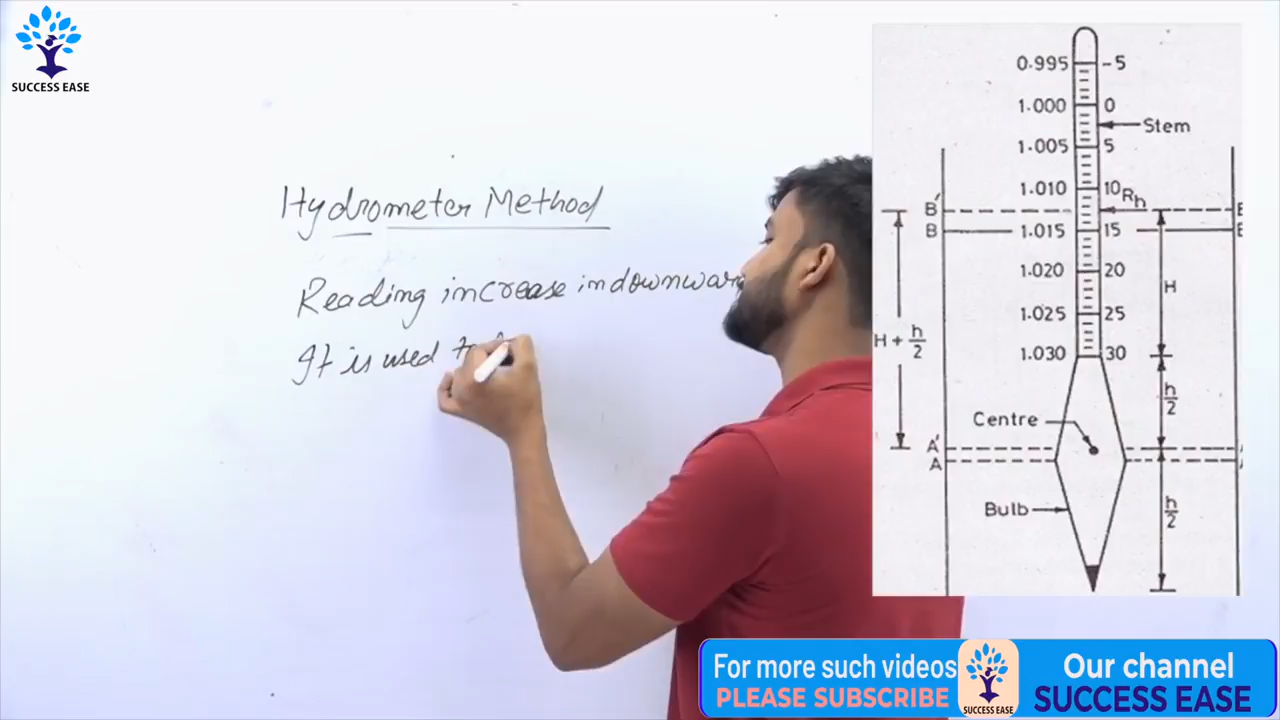 SUCCESS EASE
Hydrometer Method
Reading increase in downward
It is used to
0.995 -5
1.000 0
Stem
1.005 5
1.010 10
Rh
B'
B 1.015 15
1.020 20
H
1.025 25
H + h/2
1.030 30
h/2
Centre
A'
A
Bulb
h/2
For more such videos
PLEASE SUBSCRIBE
SUCCESS EASE
Our channel
SUCCESS EASE